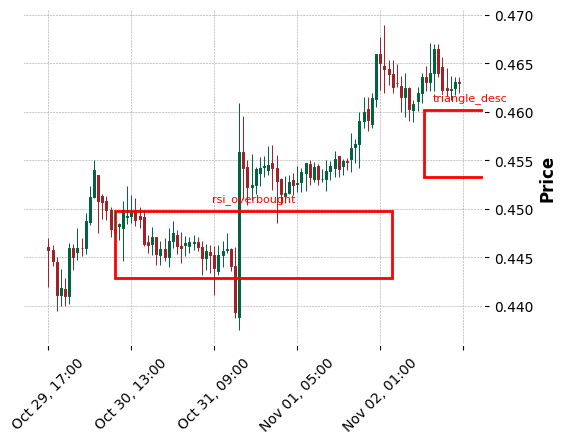 0.470
0.465
triangle_desc
0.460
0.455
rsi_overbought
0.450
0.445
0.440
Price
Oct 29, 17:00
Oct 30, 13:00
Oct 31, 09:00
Nov 01, 05:00
Nov 02, 01:00